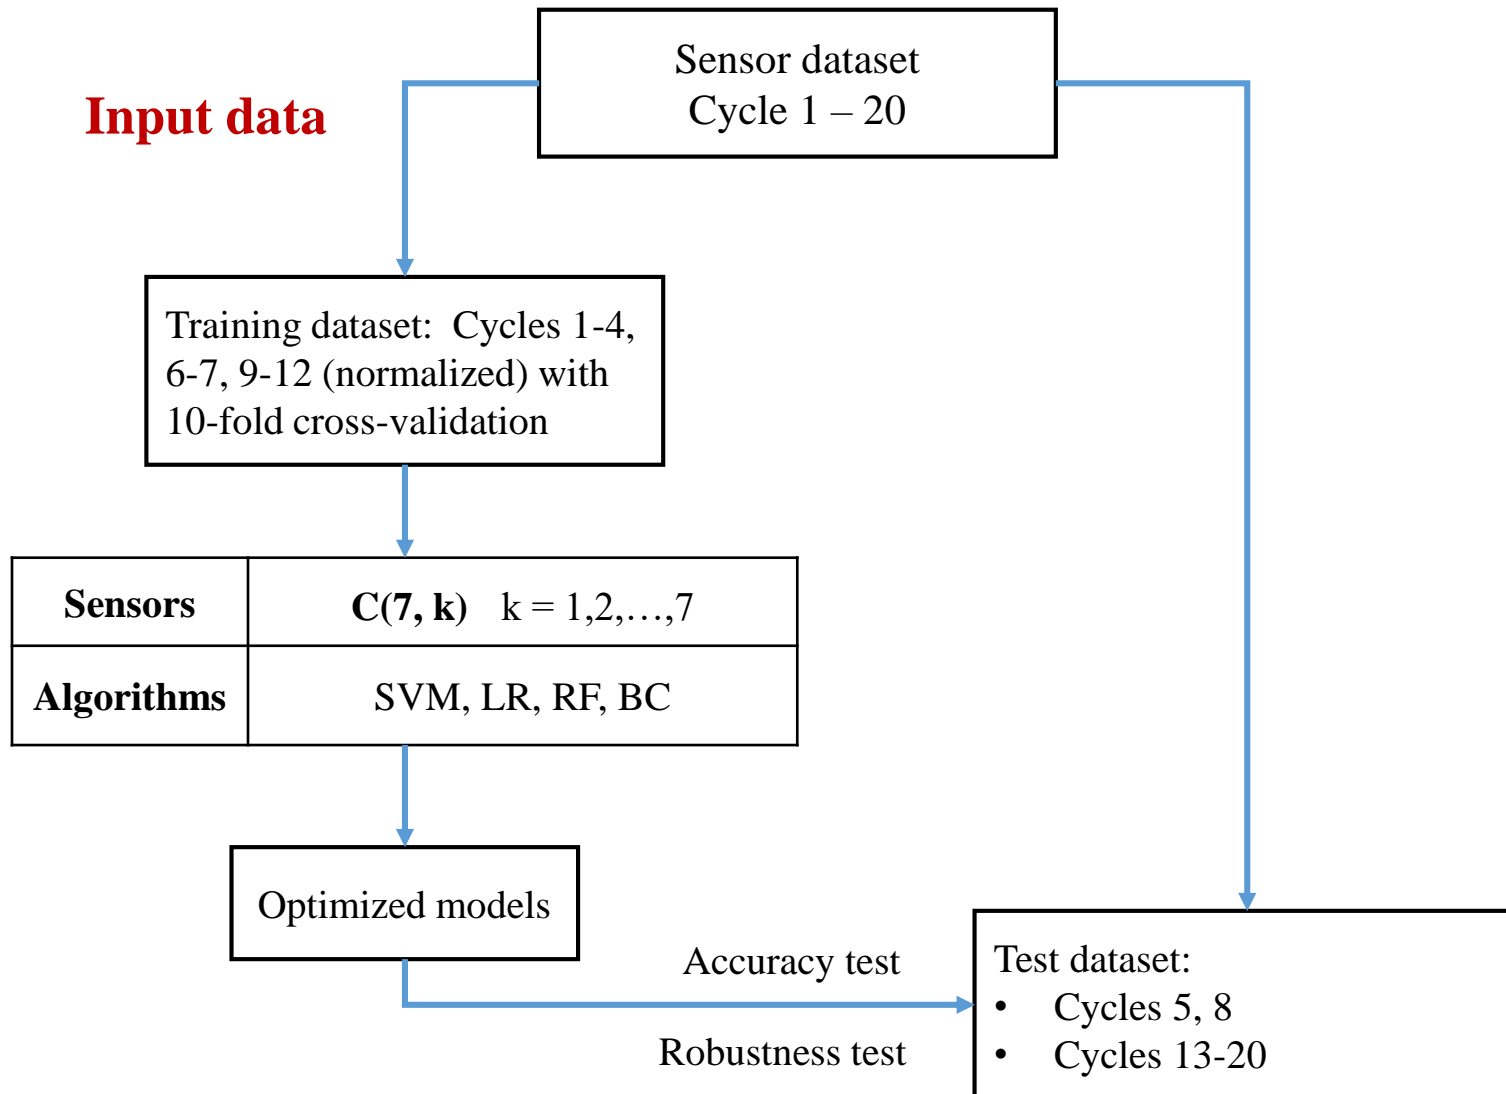 Sensor dataset
Cycle 1 – 20
Input data
Training dataset:  Cycles 1-4,
6-7, 9-12 (normalized) with
10-fold cross-validation
Sensors
C(7, k)   k = 1,2,…,7
Algorithms
SVM, LR, RF, BC
Optimized models
Accuracy test
Robustness test
Test dataset:
• Cycles 5, 8
• Cycles 13-20